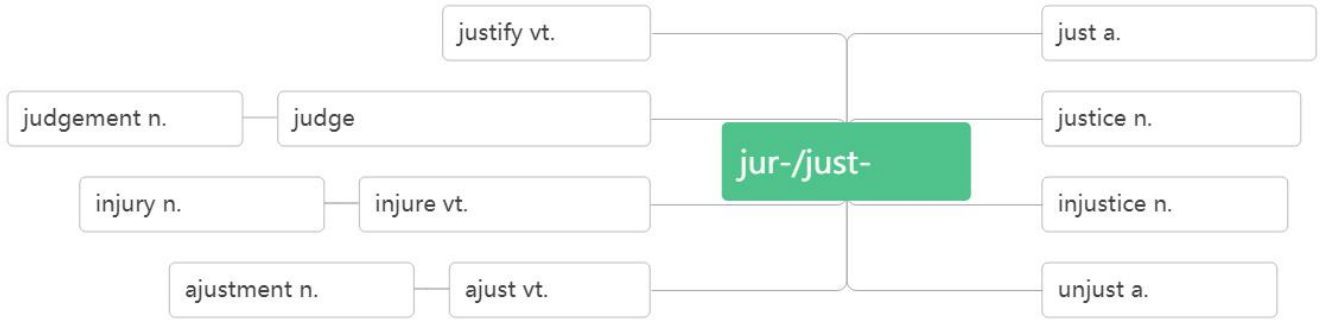 justify vt.
just a.
judgement n.
judge
justice n.
jur-/just-
injury n.
injure vt.
injustice n.
ajustment n.
ajust vt.
unjust a.